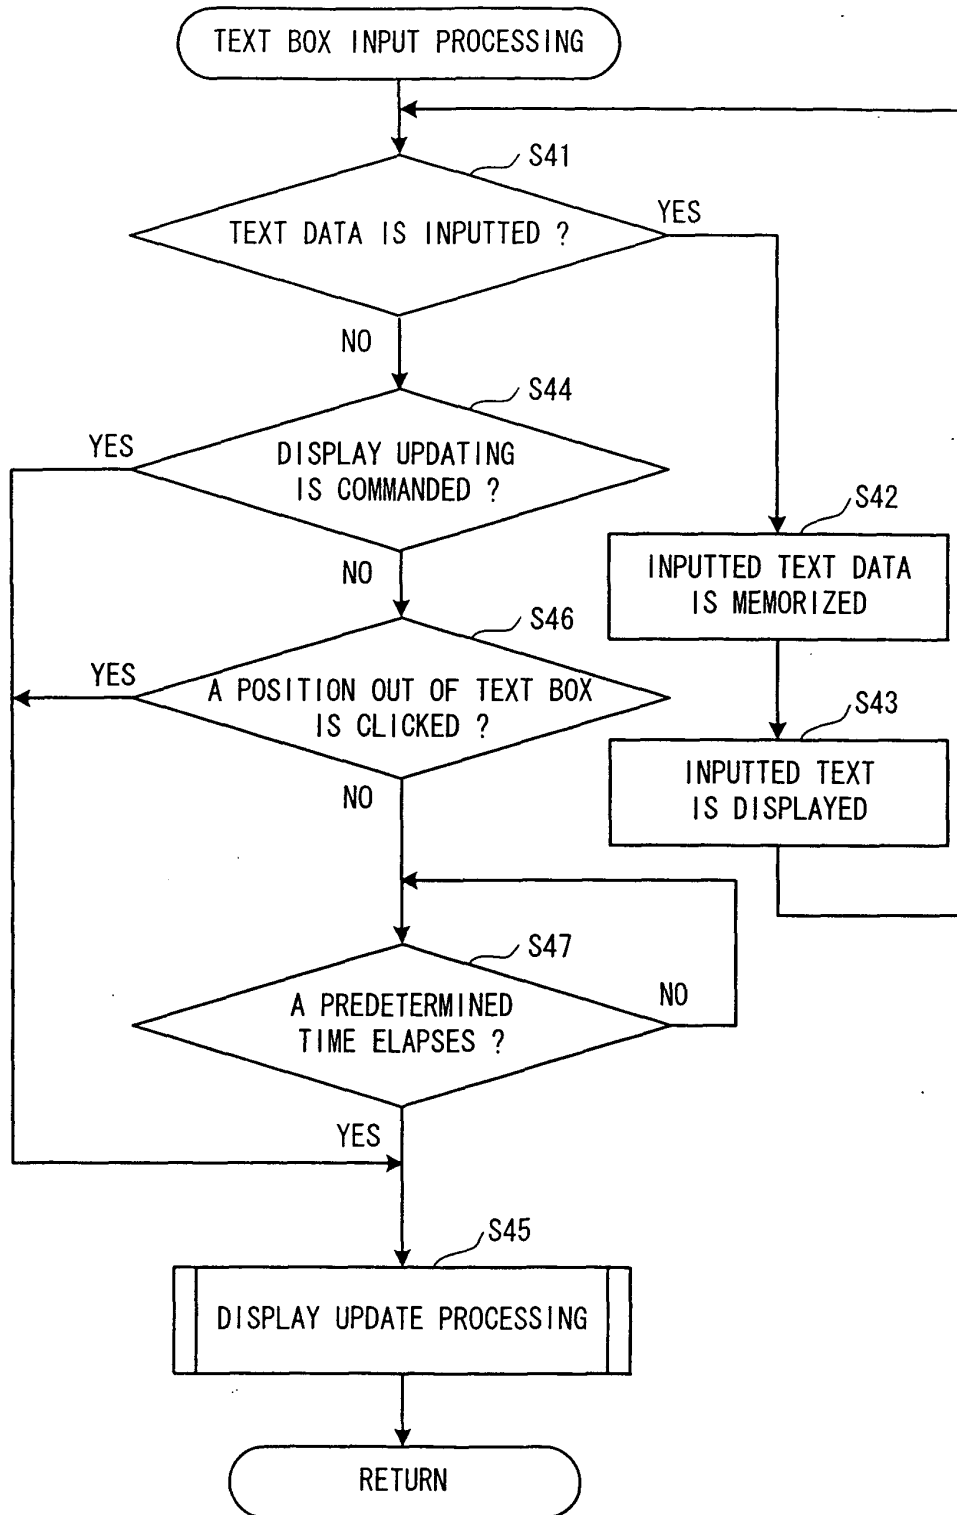 TEXT BOX INPUT PROCESSING
S41
TEXT DATA IS INPUTTED ?
YES
NO
S44
YES
DISPLAY UPDATING
IS COMMANDED ?
NO
S42
INPUTTED TEXT DATA
IS MEMORIZED
S46
YES
A POSITION OUT OF TEXT BOX
IS CLICKED ?
NO
S43
INPUTTED TEXT
IS DISPLAYED
S47
A PREDETERMINED
TIME ELAPSES ?
NO
YES
S45
DISPLAY UPDATE PROCESSING
RETURN